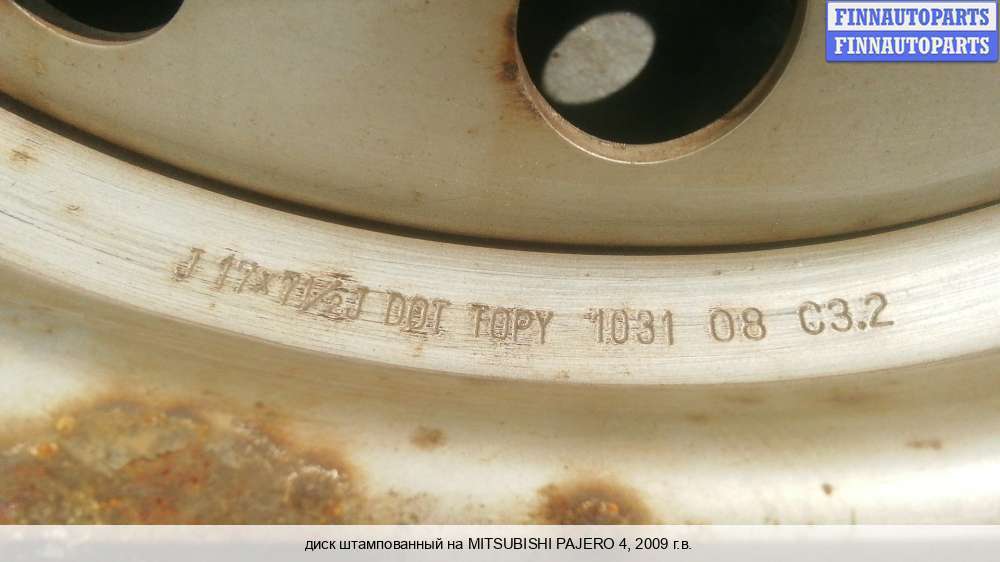 FINNAUTOPARTS
FINNAUTOPARTS
J 17×7 1/2J DOT TOPY 1031 08 C3.2
диск штампованный на MITSUBISHI PAJERO 4, 2009 г.в.